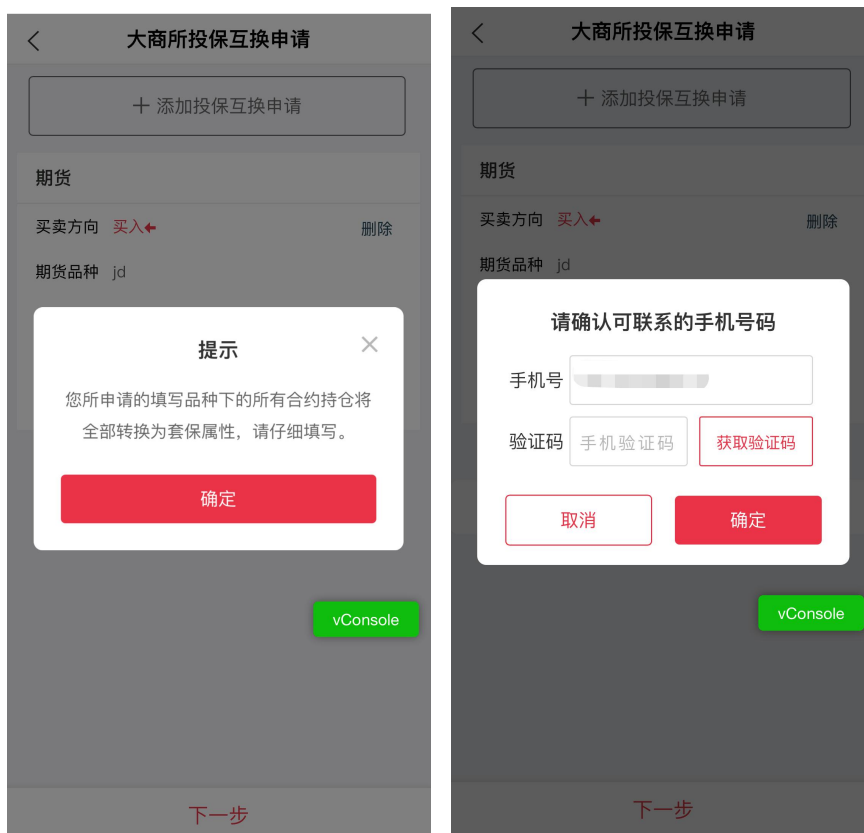 大商所投保互换申请
+ 添加投保互换申请
期货
买卖方向 买入
删除
期货品种 jd
提示
您所申请的填写品种下的所有合约持仓将
全部转换为套保属性，请仔细填写。
确定
vConsole
下一步
大商所投保互换申请
+ 添加投保互换申请
期货
买卖方向 买入
删除
期货品种 jd
请确认可联系的手机号码
手机号
验证码 手机验证码 获取验证码
取消 确定
vConsole
下一步